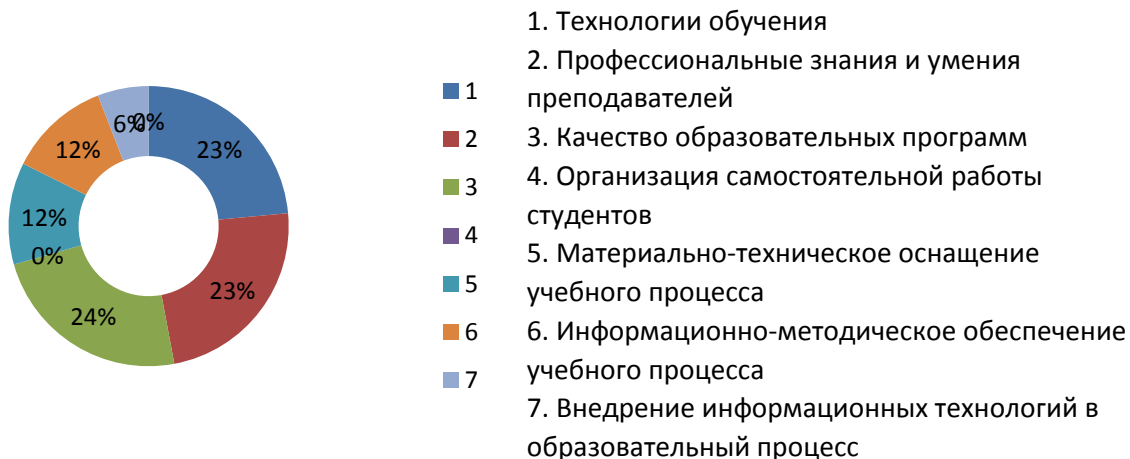 23%
23%
24%
0%
12%
12%
6%
0%
1
2
3
4
5
6
7
1. Технологии обучения
2. Профессиональные знания и умения
преподавателей
3. Качество образовательных программ
4. Организация самостоятельной работы
студентов
5. Материально-техническое оснащение
учебного процесса
6. Информационно-методическое обеспечение
учебного процесса
7. Внедрение информационных технологий в
образовательный процесс